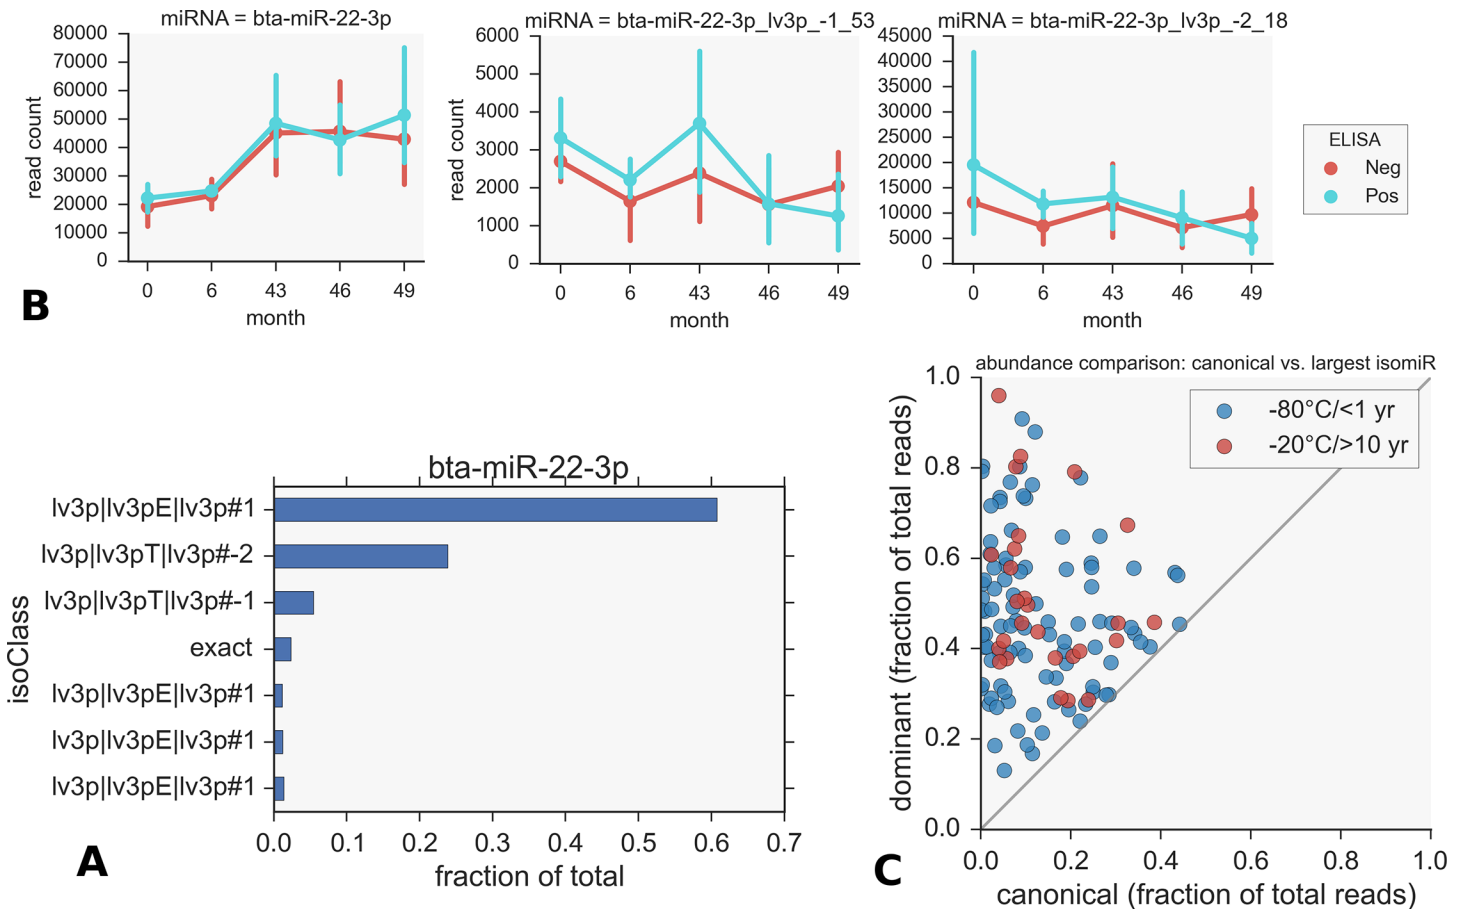 miRNA = bta-miR-22-3p
80000
70000
60000
50000
40000
30000
20000
10000
0
read count
0 6 43 46 49
month
miRNA = bta-miR-22-3p_lv3p_-1_53
6000
5000
4000
3000
2000
1000
0
read count
0 6 43 46 49
month
miRNA = bta-miR-22-3p_lv3p_-2_18
45000
40000
35000
30000
25000
20000
15000
10000
5000
0
0 6 43 46 49
month
ELISA
Neg
Pos
B
bta-miR-22-3p
isoClass
lv3p|lv3pE|lv3p#1
lv3p|lv3pT|lv3p#-2
lv3p|lv3pT|lv3p#-1
exact
lv3p|lv3pE|lv3p#1
lv3p|lv3pE|lv3p#1
lv3p|lv3pE|lv3p#1
0.0 0.1 0.2 0.3 0.4 0.5 0.6 0.7
fraction of total
A
abundance comparison: canonical vs. largest isomiR
1.0
0.8
0.6
0.4
0.2
0.0
dominant (fraction of total reads)
-80°C/<1 yr
-20°C/>10 yr
0.0 0.2 0.4 0.6 0.8 1.0
canonical (fraction of total reads)
C